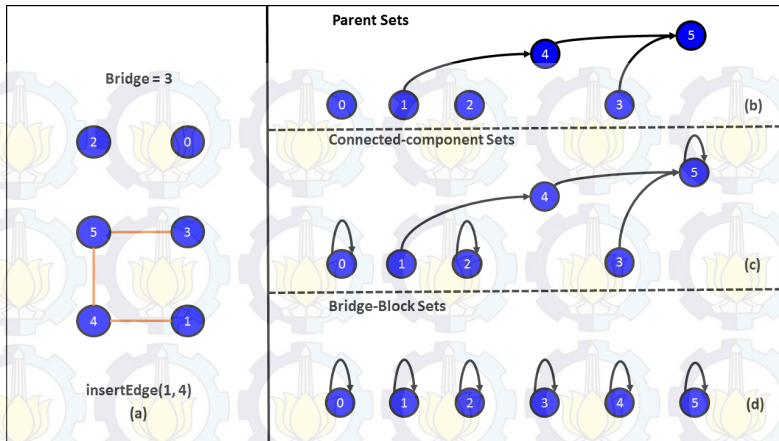 Bridge = 3
2 0
5 3
4 1
insertEdge(1, 4)
(a)
Parent Sets
5
4
0 1 2 3
(b)
Connected-component Sets
5
4
0 1 2 3
(c)
Bridge-Block Sets
0 1 2 3 4 5
(d)